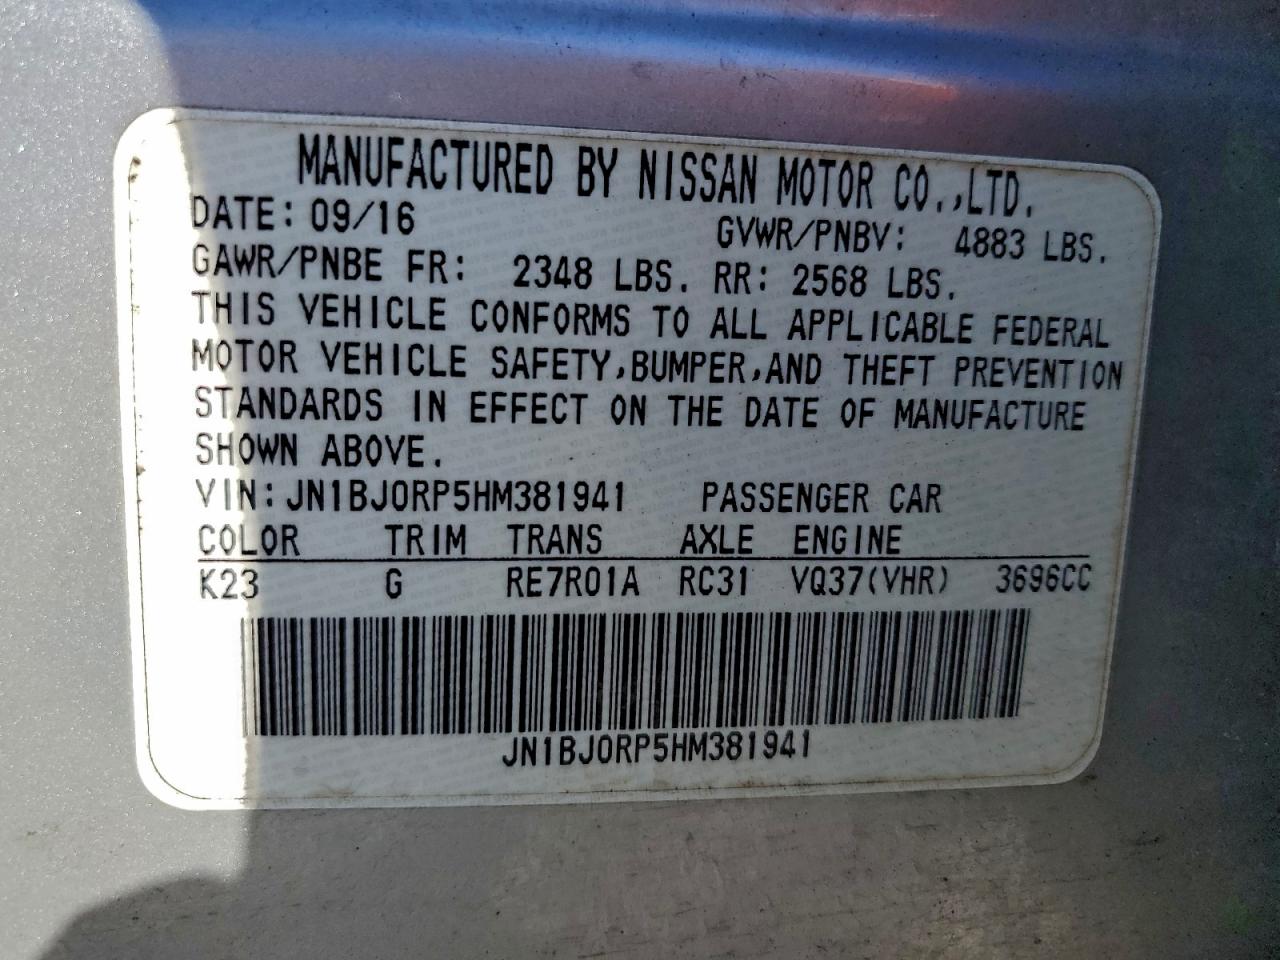 MANUFACTURED BY NISSAN MOTOR CO.,LTD.
DATE: 09/16 GVWR/PNBV: 4883 LBS.
GAWR/PNBE FR: 2348 LBS. RR: 2568 LBS.
THIS VEHICLE CONFORMS TO ALL APPLICABLE FEDERAL
MOTOR VEHICLE SAFETY,BUMPER,AND THEFT PREVENTION
STANDARDS IN EFFECT ON THE DATE OF MANUFACTURE
SHOWN ABOVE.
VIN:JN1BJ0RP5HM381941 PASSENGER CAR
COLOR TRIM TRANS AXLE ENGINE
K23 G RE7R01A RC31 VQ37(VHR) 3696CC
JN1BJ0RP5HM381941